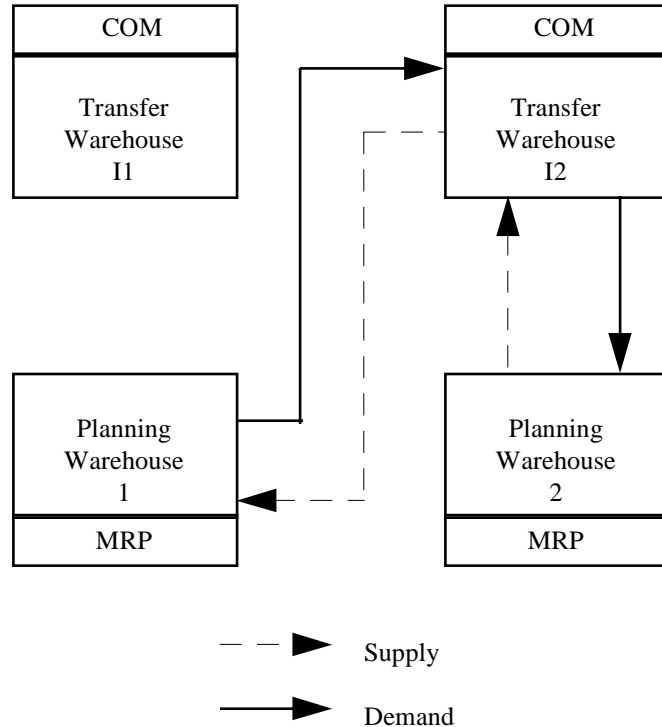 COM
Transfer
Warehouse
I1
COM
Transfer
Warehouse
I2
Planning
Warehouse
1
MRP
Planning
Warehouse
2
MRP
Supply
Demand